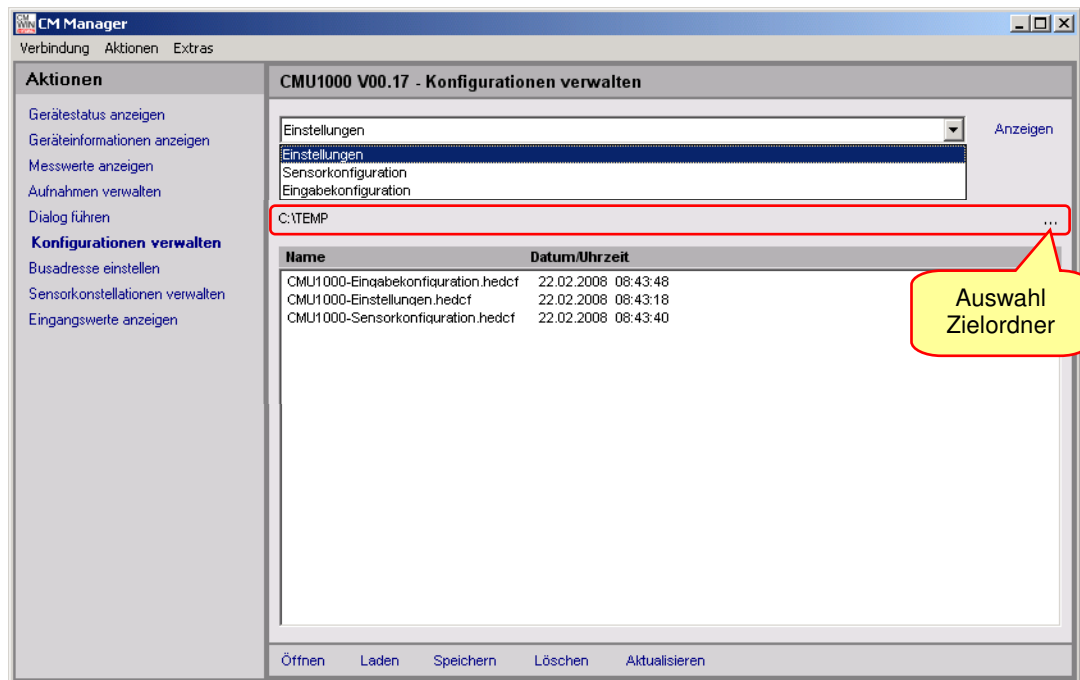 CM WIN CM Manager
Verbindung Aktionen Extras
Aktionen
Gerätestatus anzeigen
Geräteinformationen anzeigen
Messwerte anzeigen
Aufnahmen verwalten
Dialog führen
Konfigurationen verwalten
Busadresse einstellen
Sensorkonstellationen verwalten
Eingangswerte anzeigen
CMU1000 V00.17 - Konfigurationen verwalten
Einstellungen Anzeigen
Einstellungen
Sensorkonfiguration
Eingabekonfiguration
C:\TEMP ...
Name Datum/Uhrzeit
CMU1000-Eingabekonfiguration.hedcf 22.02.2008 08:43:48
CMU1000-Einstellungen.hedcf 22.02.2008 08:43:18
CMU1000-Sensorkonfiguration.hedcf 22.02.2008 08:43:40
Auswahl
Zielordner
Öffnen Laden Speichern Löschen Aktualisieren